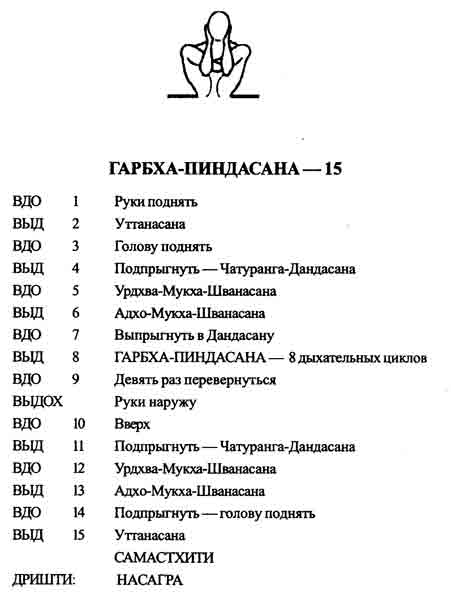 ГАРБХА-ПИНДАСАНА — 15
ВДО 1 Руки поднять
ВЫД 2 Уттанасана
ВДО 3 Голову поднять
ВЫД 4 Подпрыгнуть — Чатуранга-Дандасана
ВДО 5 Урдхва-Мукха-Шванасана
ВЫД 6 Адхо-Мукха-Шванасана
ВДО 7 Выпрыгнуть в Дандасану
ВЫД 8 ГАРБХА-ПИНДАСАНА — 8 дыхательных циклов
ВДО 9 Девять раз перевернуться
ВЫДОХ Руки наружу
ВДО 10 Вверх
ВЫД 11 Подпрыгнуть — Чатуранга-Дандасана
ВДО 12 Урдхва-Мукха-Шванасана
ВЫД 13 Адхо-Мукха-Шванасана
ВДО 14 Подпрыгнуть — голову поднять
ВЫД 15 Уттанасана
САМАСТХИТИ
ДРИШТИ: НАСАГРА